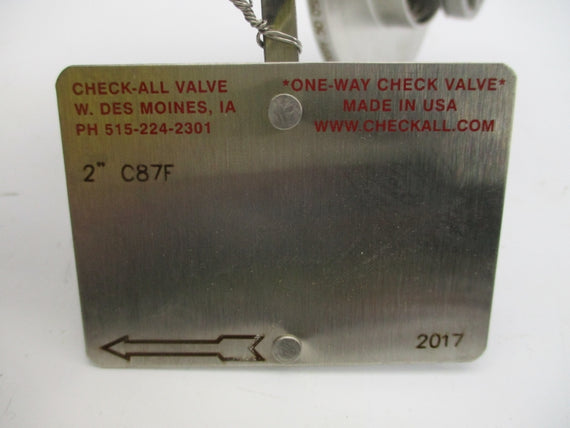 CHECK-ALL VALVE
W. DES MOINES, IA
PH 515-224-2301
*ONE-WAY CHECK VALVE*
MADE IN USA
WWW.CHECKALL.COM
2" C87F
2017